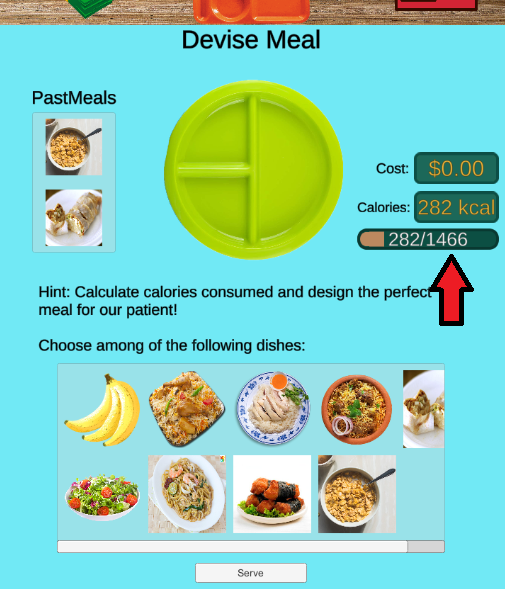 Devise Meal
PastMeals
Cost: $0.00
Calories: 282 kcal
282/1466
Hint: Calculate calories consumed and design the perfect
meal for our patient!
Choose among of the following dishes:
Serve